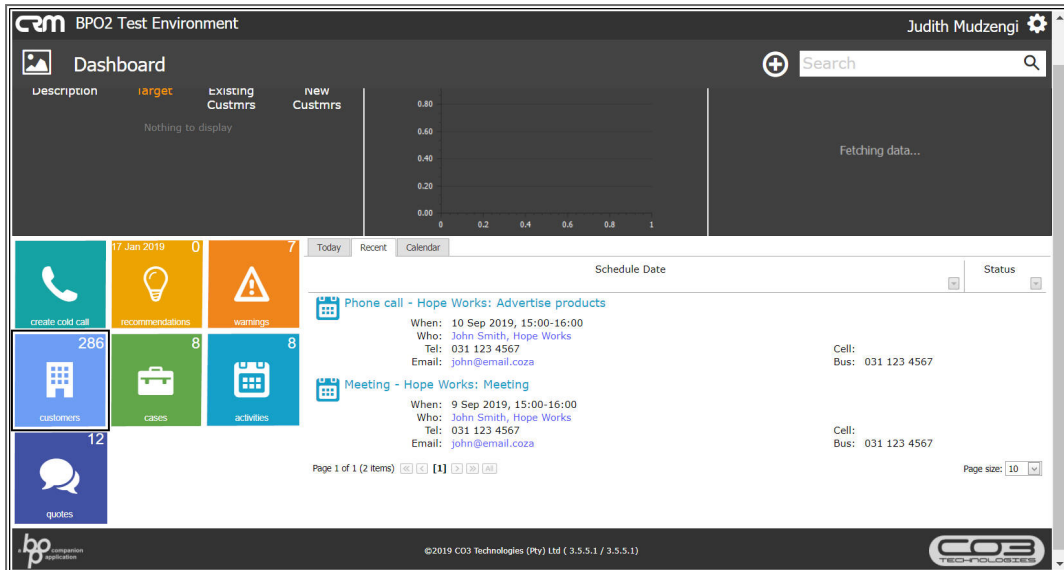 CRM BPO2 Test Environment
Judith Mudzengi
Dashboard
Search
Description Target Existing Custmrs New Custmrs
Nothing to display
0.80
0.60
0.40
0.20
0.00
0 0.2 0.4 0.6 0.8 1
Fetching data...
create cold call
17 Jan 2019 0
recommendations
7
warnings
286
customers
8
cases
8
activities
12
quotes
Today Recent Calendar
Schedule Date Status
Phone call - Hope Works: Advertise products
When: 10 Sep 2019, 15:00-16:00
Who: John Smith, Hope Works
Tel: 031 123 4567 Cell:
Email: john@email.coza Bus: 031 123 4567
Meeting - Hope Works: Meeting
When: 9 Sep 2019, 15:00-16:00
Who: John Smith, Hope Works
Tel: 031 123 4567 Cell:
Email: john@email.coza Bus: 031 123 4567
Page 1 of 1 (2 items) [1] All Page size: 10
a bp companion application
©2019 CO3 Technologies (Pty) Ltd ( 3.5.5.1 / 3.5.5.1)
CO3
TECHNOLOGIES